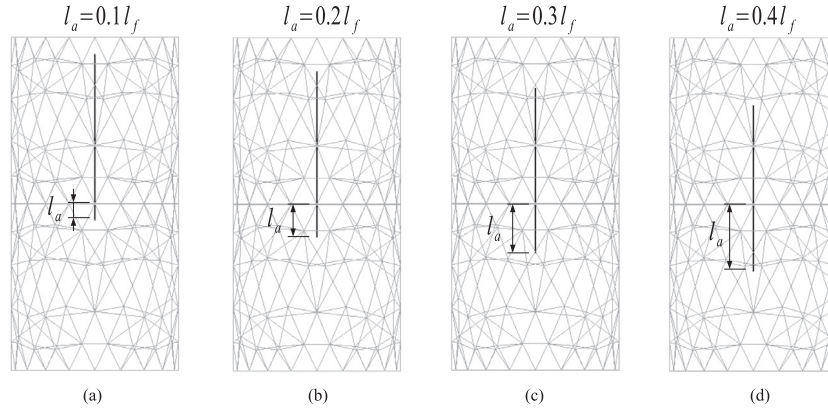 l_a=0.1l_f
l_a=0.2l_f
l_a=0.3l_f
l_a=0.4l_f
l_a
l_a
l_a
l_a
(a)
(b)
(c)
(d)